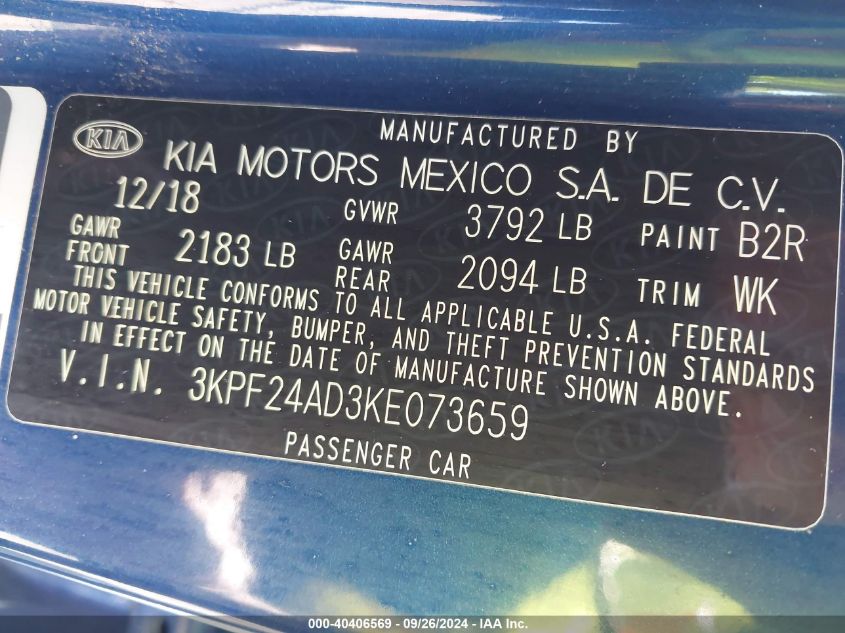 KIA
MANUFACTURED BY
KIA MOTORS MEXICO S.A. DE C.V.
12/18 GVWR 3792 LB PAINT B2R
GAWR FRONT 2183 LB GAWR REAR 2094 LB TRIM WK
THIS VEHICLE CONFORMS TO ALL APPLICABLE U.S.A. FEDERAL
MOTOR VEHICLE SAFETY, BUMPER, AND THEFT PREVENTION STANDARDS
IN EFFECT ON THE DATE OF MANUFACTURE SHOWN ABOVE.
V.I.N. 3KPF24AD3KE073659
PASSENGER CAR
000-40406569 - 09/26/2024 - IAA Inc.